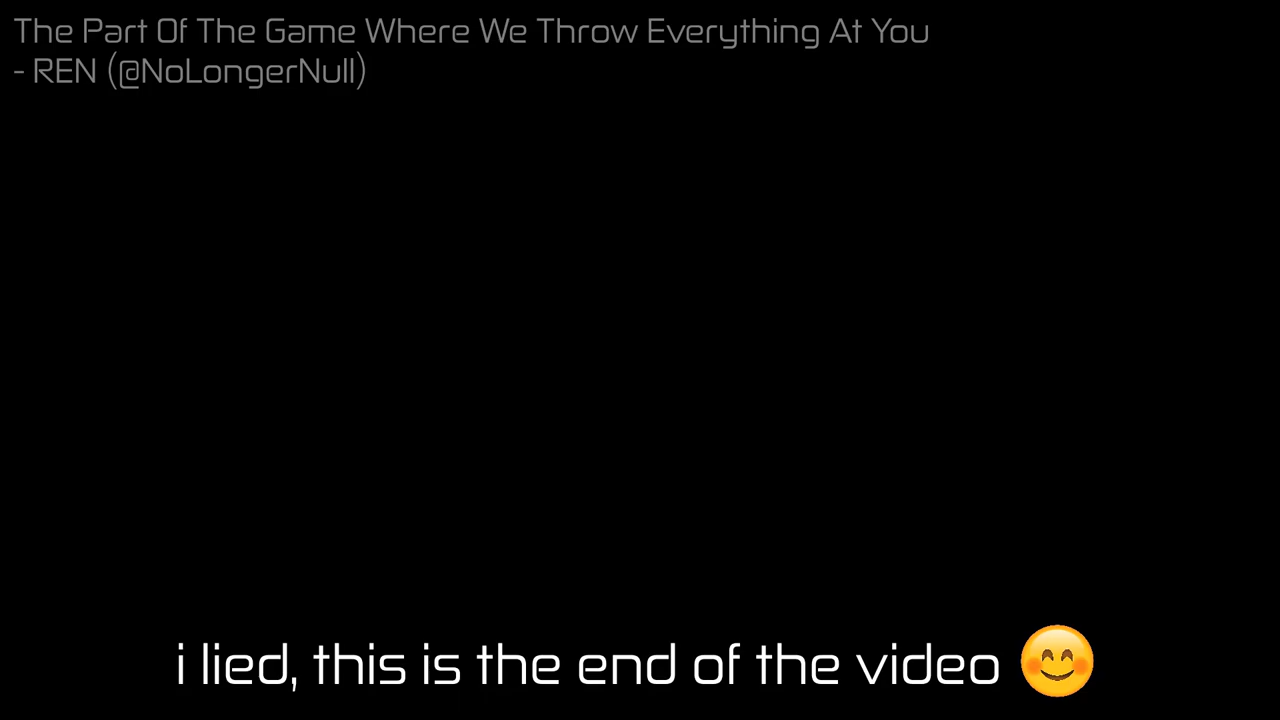 The Part Of The Game Where We Throw Everything At You
- REN (@NoLongerNull)
i lied, this is the end of the video 😊